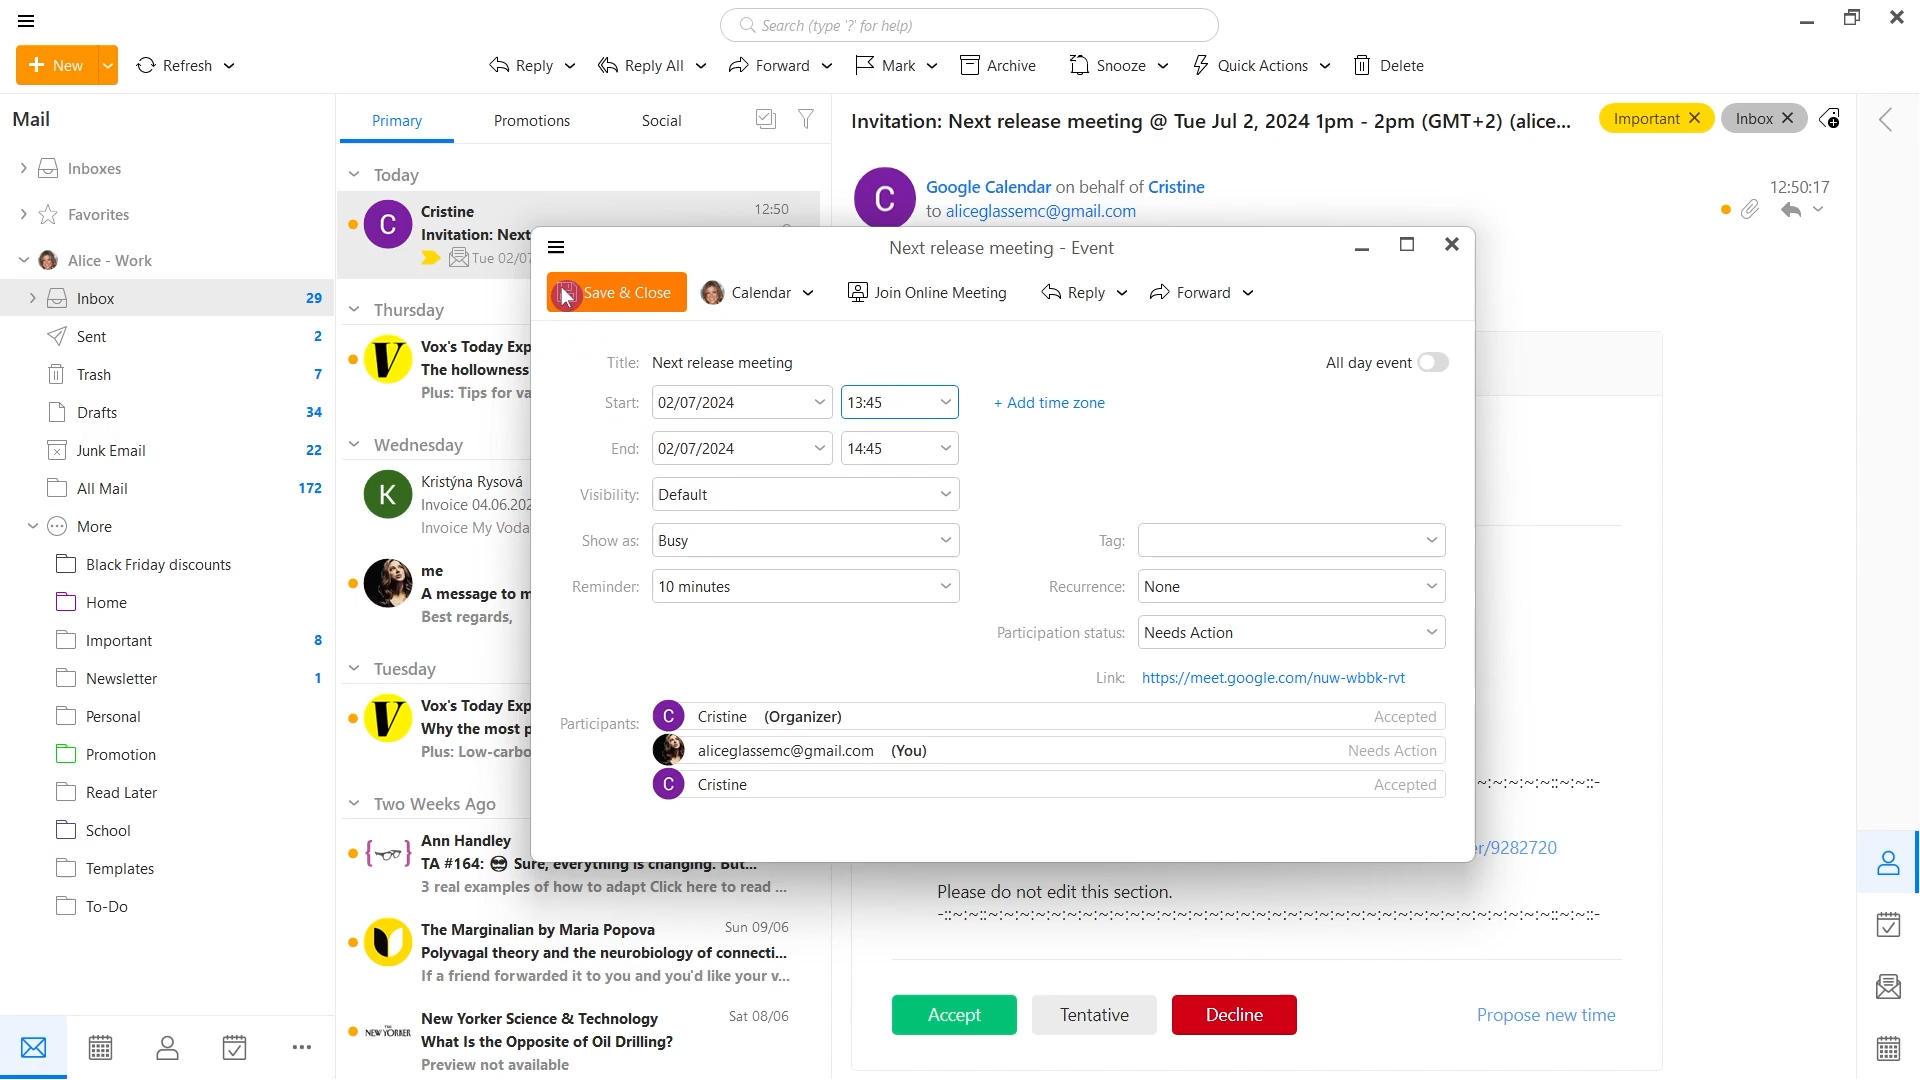 Search (type '?' for help)
New
Refresh
Reply
Reply All
Forward
Mark
Archive
Snooze
Quick Actions
Delete
Mail
Inboxes
Favorites
Alice - Work
Inbox 29
Sent 2
Trash 7
Drafts 34
Junk Email 22
All Mail 172
More
Black Friday discounts
Home
Important 8
Newsletter 1
Personal
Promotion
Read Later
School
Templates
To-Do
Primary
Promotions
Social
Today
C
Cristine 12:50
Invitation: Next
Tue 02/07
Thursday
V
Vox's Today Exp
The hollowness
Plus: Tips for va
Wednesday
K
Kristýna Rysová
Invoice 04.06.202
Invoice My Voda
me
A message to m
Best regards,
Tuesday
V
Vox's Today Exp
Why the most p
Plus: Low-carbo
Two Weeks Ago
Ann Handley
TA #164: 😎 Sure, everything is changing. But...
3 real examples of how to adapt Click here to read ...
The Marginalian by Maria Popova Sun 09/06
Polyvagal theory and the neurobiology of connecti...
If a friend forwarded it to you and you'd like your v...
THE NEW YORKER
New Yorker Science & Technology Sat 08/06
What Is the Opposite of Oil Drilling?
Preview not available
Invitation: Next release meeting @ Tue Jul 2, 2024 1pm - 2pm (GMT+2) (alice...
Important
Inbox
C
Google Calendar on behalf of Cristine 12:50:17
to aliceglassemc@gmail.com
Next release meeting - Event
Save & Close
Calendar
Join Online Meeting
Reply
Forward
Title: Next release meeting
All day event
Start: 02/07/2024 13:45
+ Add time zone
End: 02/07/2024 14:45
Visibility: Default
Show as: Busy
Tag:
Reminder: 10 minutes
Recurrence: None
Participation status: Needs Action
Link: https://meet.google.com/nuw-wbbk-rvt
Participants:
C Cristine (Organizer) Accepted
aliceglassemc@gmail.com (You) Needs Action
C Cristine Accepted
~:~:~:~:~::~:~::-
er/9282720
Please do not edit this section.
-::~:~::~:~:~:~:~:~:~:~:~:~:~:~:~:~:~:~:~:~:~:~:~:~:~:~:~:~:~:~:~:~:~:~:~::~:~::-
Accept
Tentative
Decline
Propose new time